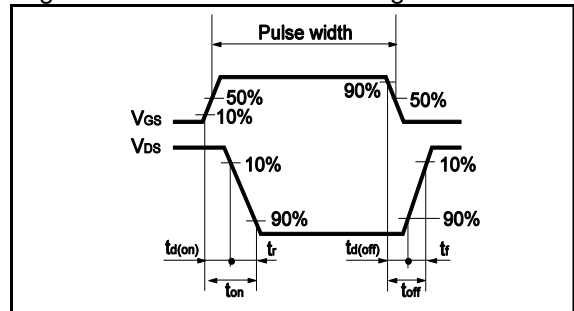 Pulse width
90%
50%
50%
10%
VGS
VDS
10%
10%
90%
90%
td(on)
tr
td(off)
tf
ton
toff